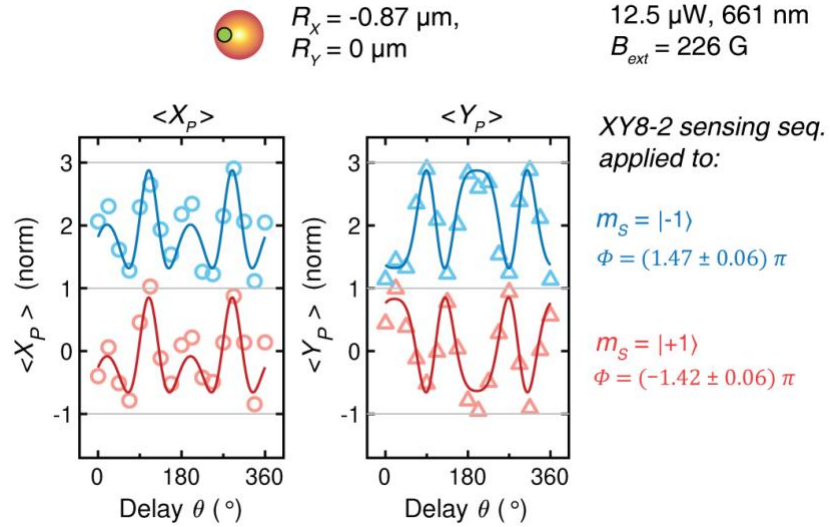 R_X = -0.87 µm,
R_Y = 0 µm
12.5 µW, 661 nm
B_ext = 226 G
<X_P>
<Y_P>
XY8-2 sensing seq.
applied to:
m_S = |-1⟩
Φ = (1.47 ± 0.06) π
m_S = |+1⟩
Φ = (−1.42 ± 0.06) π
<X_P> (norm)
3
2
1
0
-1
0
180
360
Delay θ (°)
<Y_P> (norm)
3
2
1
0
-1
0
180
360
Delay θ (°)